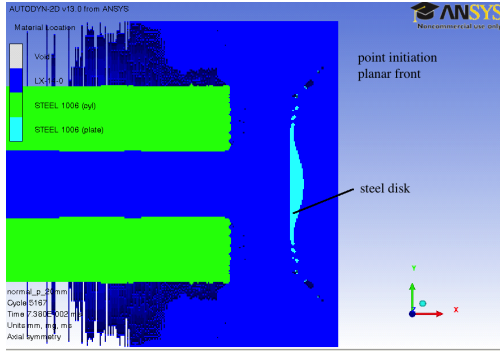 AUTODYN-2D v13.0 from ANSYS
ANSYS
Noncommercial use only
Material Location
Void
LX-14-0
STEEL 1006 (cyl)
STEEL 1006 (plate)
point initiation
planar front
steel disk
normal_p_20mm
Cycle 5167
Time 7.380E-002 ms
Units mm, mg, ms
Axial symmetry
Y
X